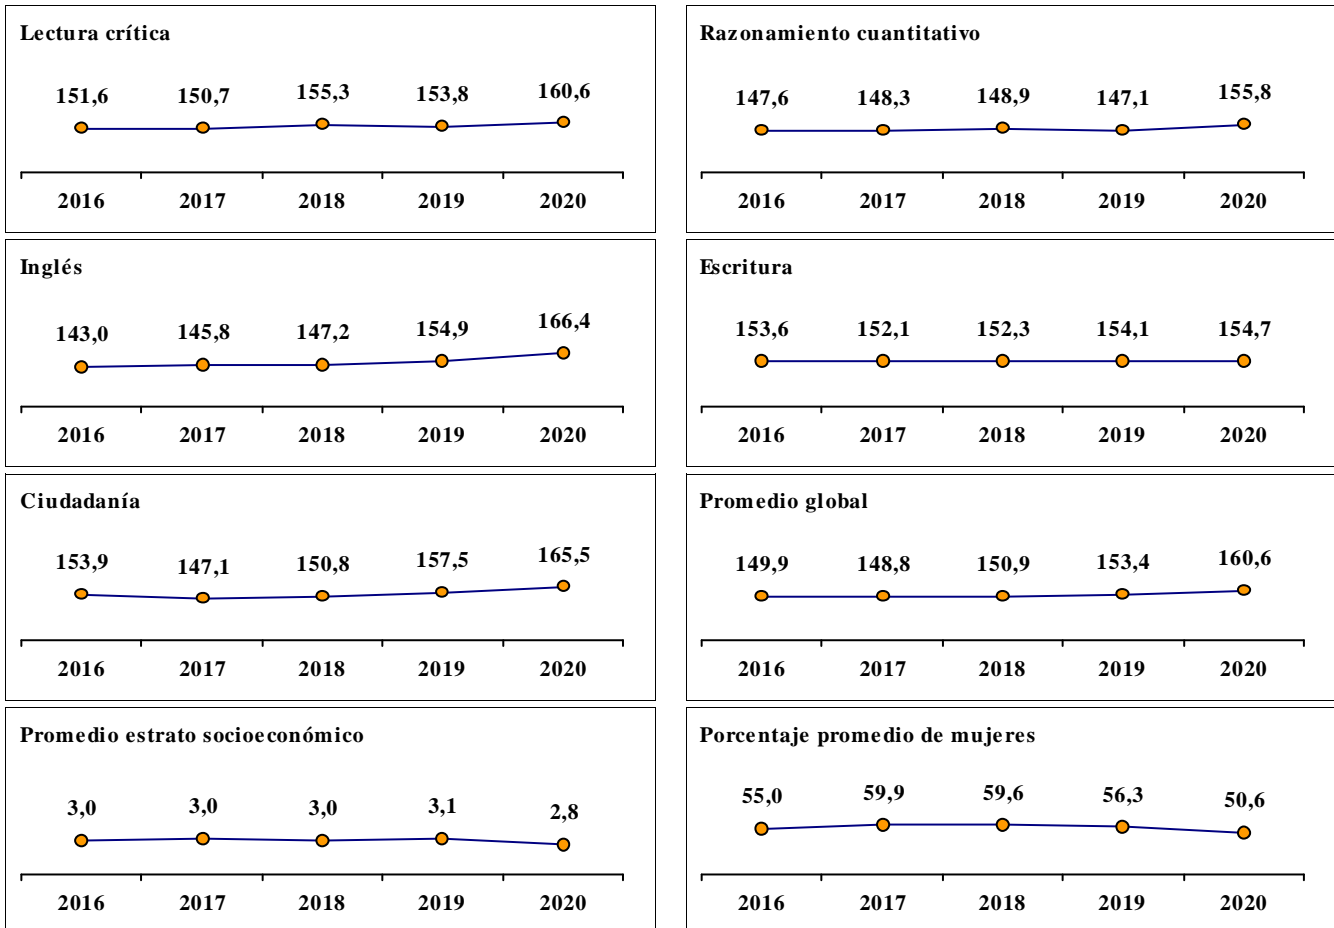 Lectura crítica
151,6 150,7 155,3 153,8 160,6
2016 2017 2018 2019 2020
Razonamiento cuantitativo
147,6 148,3 148,9 147,1 155,8
2016 2017 2018 2019 2020
Inglés
143,0 145,8 147,2 154,9 166,4
2016 2017 2018 2019 2020
Escritura
153,6 152,1 152,3 154,1 154,7
2016 2017 2018 2019 2020
Ciudadanía
153,9 147,1 150,8 157,5 165,5
2016 2017 2018 2019 2020
Promedio global
149,9 148,8 150,9 153,4 160,6
2016 2017 2018 2019 2020
Promedio estrato socioeconómico
3,0 3,0 3,0 3,1 2,8
2016 2017 2018 2019 2020
Porcentaje promedio de mujeres
55,0 59,9 59,6 56,3 50,6
2016 2017 2018 2019 2020